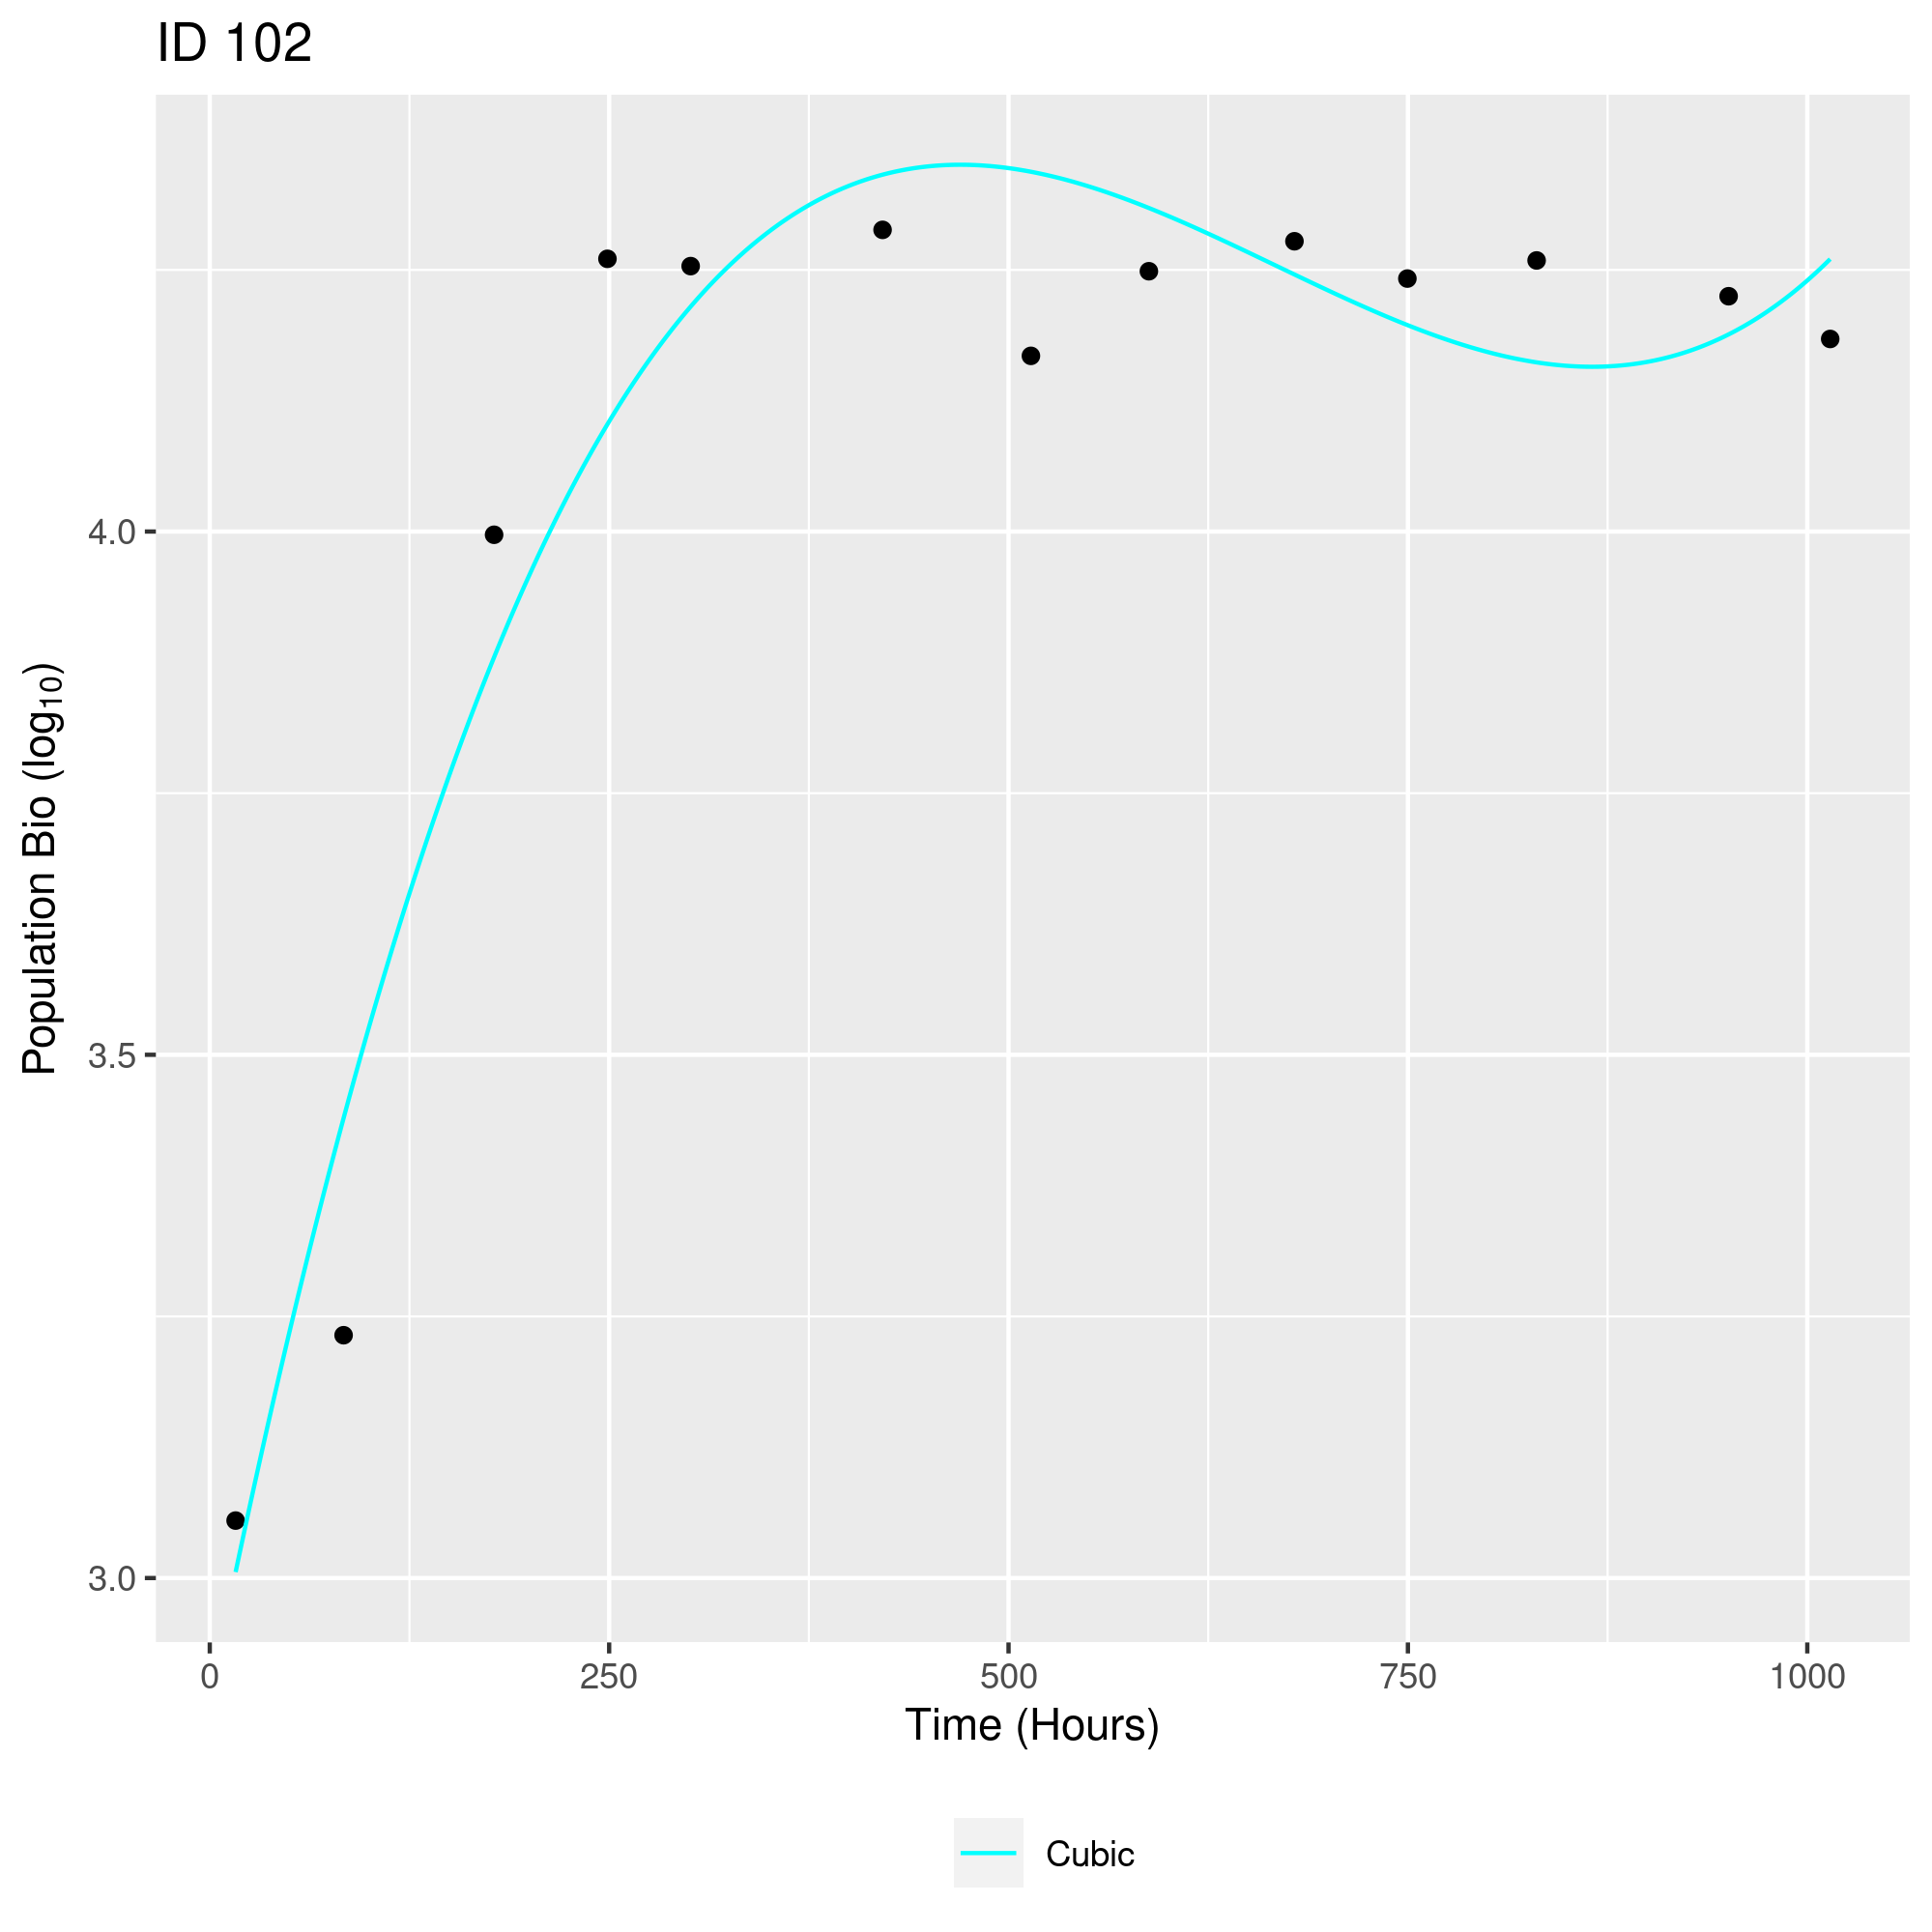 ID 102
Population Bio (log₁₀)
4.0
3.5
3.0
0 250 500 750 1000
Time (Hours)
Cubic